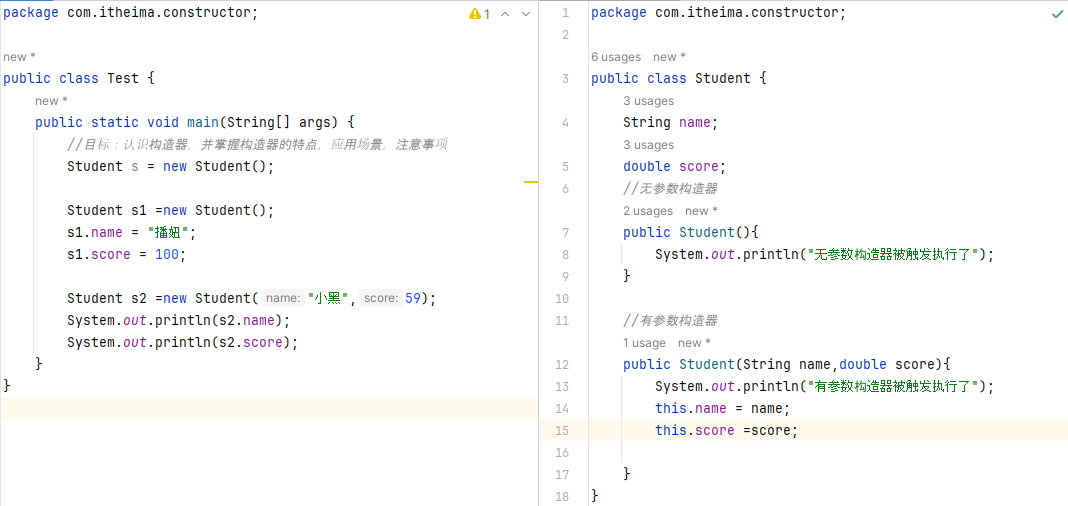 package com.itheima.constructor;
1
new *
public class Test {
new *
public static void main(String[] args) {
//目标：认识构造器，并掌握构造器的特点，应用场景，注意事项
Student s = new Student();
Student s1 =new Student();
s1.name = "播妞";
s1.score = 100;
Student s2 =new Student( name: "小黑", score: 59);
System.out.println(s2.name);
System.out.println(s2.score);
}
}
1 package com.itheima.constructor;
2
6 usages new *
3 public class Student {
3 usages
4 String name;
3 usages
5 double score;
6 //无参数构造器
2 usages new *
7 public Student(){
8 System.out.println("无参数构造器被触发执行了");
9 }
10
11 //有参数构造器
1 usage new *
12 public Student(String name,double score){
13 System.out.println("有参数构造器被触发执行了");
14 this.name = name;
15 this.score =score;
16
17 }
18 }